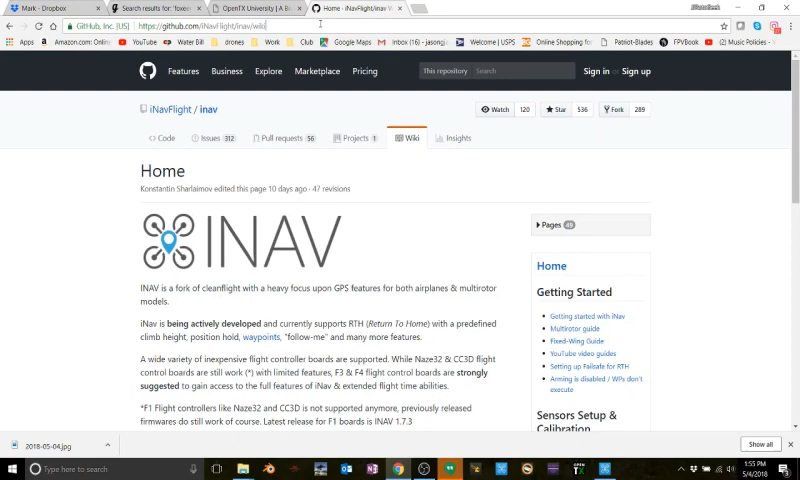 Mark - Dropbox
Search results for: "foxee
OpenTX University | A B
Home · iNavFlight/inav W
GitHub, Inc. [US]
https://github.com/iNavFlight/inav/wiki
Apps
Amazon.com: Online
YouTube
Water Bill
drones
Club
Google Maps
Inbox (16) - jasongj
Welcome | USPS
Online Shopping for
Patriot-Blades
FPVBook
(2) Music Policies -
Features
Business
Explore
Marketplace
Pricing
This repository
Search
Sign in or Sign up
iNavFlight / inav
Watch 120
Star 536
Fork 289
Code
Issues 312
Pull requests 56
Projects 1
Wiki
Insights
Home
Konstantin Sharlaimov edited this page 10 days ago · 47 revisions
INAV
INAV is a fork of cleanflight with a heavy focus upon GPS features for both airplanes & multirotor
models.
iNav is being actively developed and currently supports RTH (Return To Home) with a predefined
climb height, position hold, waypoints, "follow-me" and many more features.
A wide variety of inexpensive flight controller boards are supported. While Naze32 & CC3D flight
control boards are still work (*) with limited features, F3 & F4 flight control boards are strongly
suggested to gain access to the full features of iNav & extended flight time abilities.
*F1 Flight controllers like Naze32 and CC3D is not supported anymore, previously released
firmwares do still work of course. Latest release for F1 boards is INAV 1.7.3
Pages 49
Home
Getting Started
Getting started with iNav
Multirotor guide
Fixed-Wing Guide
YouTube video guides
Setting up Failsafe for RTH
Arming is disabled / WPs don't
execute
Sensors Setup &
Calibration
2018-05-04.jpg
Show all
Type here to search
OPEN
TX
1:55 PM
5/4/2018